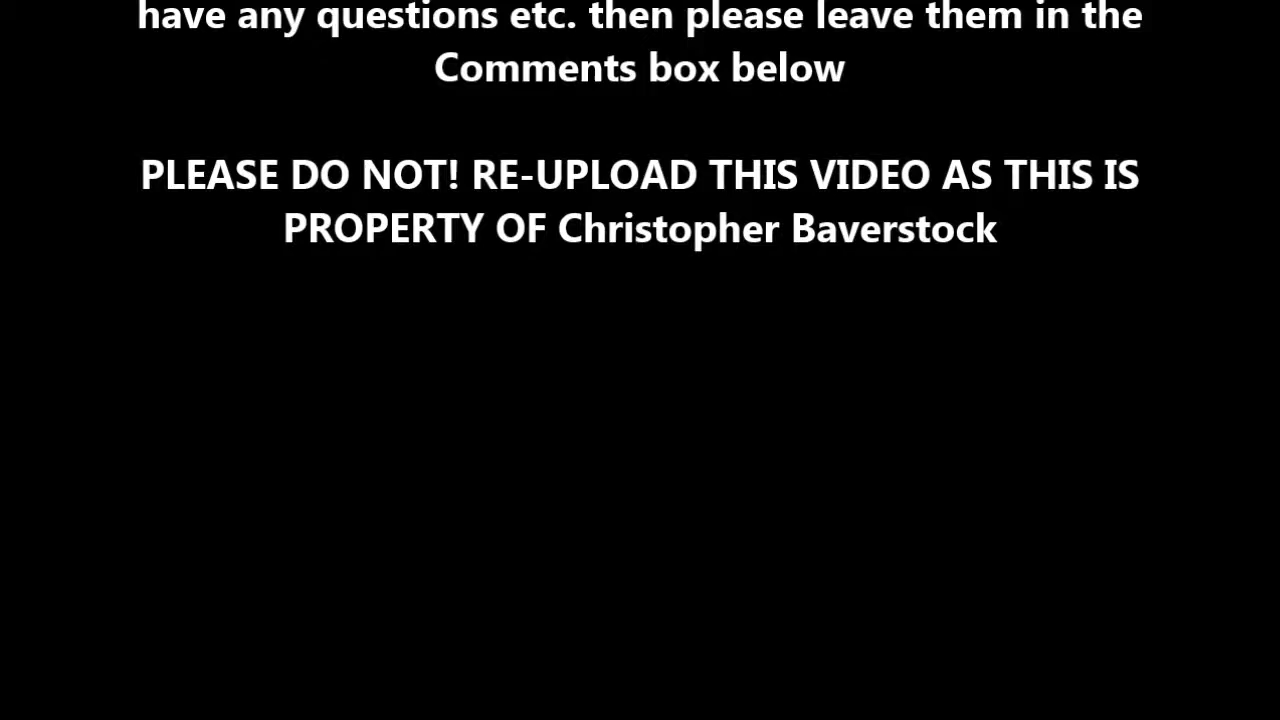 have any questions etc. then please leave them in the
Comments box below
PLEASE DO NOT! RE-UPLOAD THIS VIDEO AS THIS IS
PROPERTY OF Christopher Baverstock